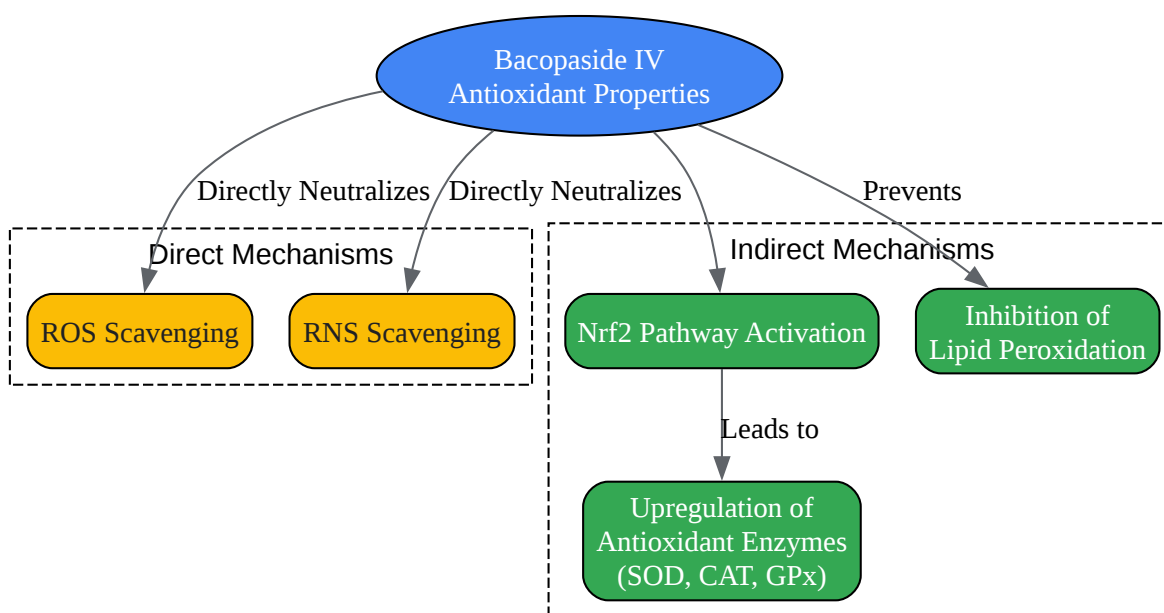 Bacopaside IV
Antioxidant Properties
Directly Neutralizes
Directly Neutralizes
Prevents
Direct Mechanisms
Indirect Mechanisms
ROS Scavenging
RNS Scavenging
Nrf2 Pathway Activation
Inhibition of
Lipid Peroxidation
Leads to
Upregulation of
Antioxidant Enzymes
(SOD, CAT, GPx)